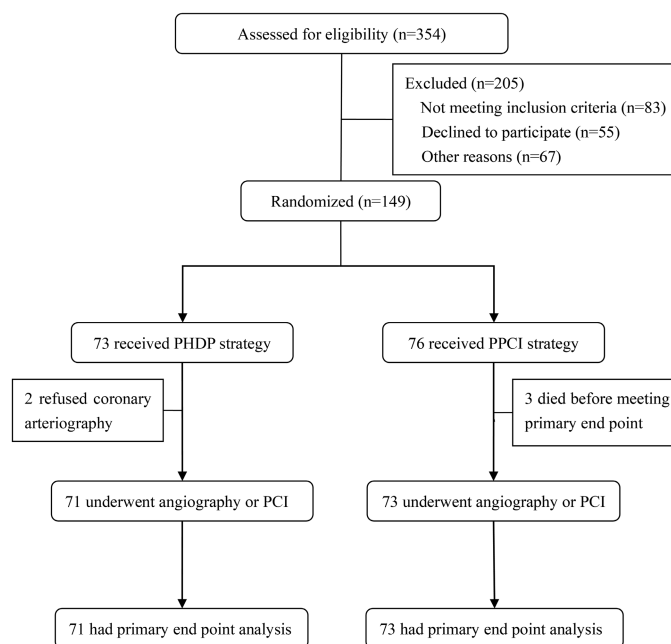 Assessed for eligibility (n=354)
Excluded (n=205)
Not meeting inclusion criteria (n=83)
Declined to participate (n=55)
Other reasons (n=67)
Randomized (n=149)
73 received PHDP strategy
76 received PPCI strategy
2 refused coronary
arteriography
3 died before meeting
primary end point
71 underwent angiography or PCI
73 underwent angiography or PCI
71 had primary end point analysis
73 had primary end point analysis